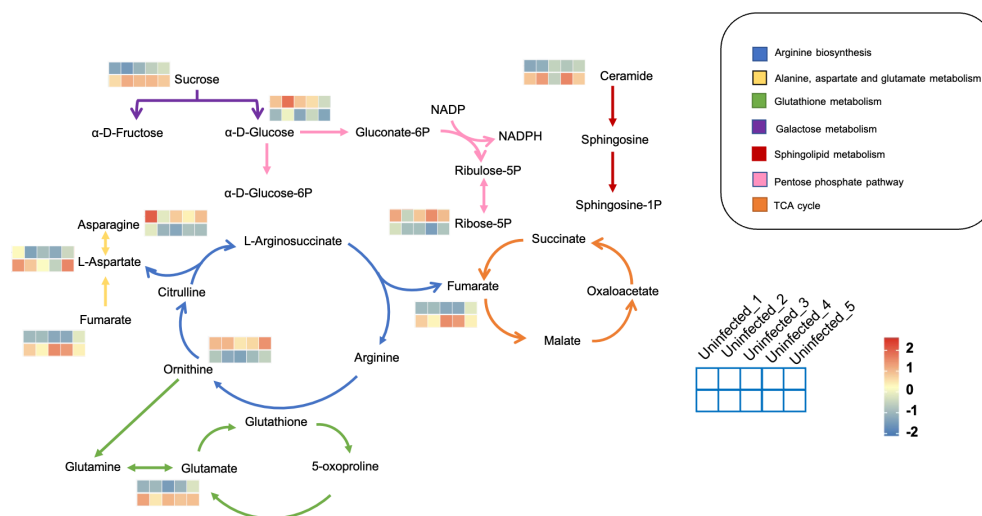 Sucrose
α-D-Fructose
α-D-Glucose
Gluconate-6P
NADP
NADPH
Ribulose-5P
α-D-Glucose-6P
Ribose-5P
Ceramide
Sphingosine
Sphingosine-1P
Asparagine
L-Aspartate
Fumarate
L-Arginosuccinate
Citrulline
Ornithine
Arginine
Succinate
Fumarate
Oxaloacetate
Malate
Glutathione
Glutamine
Glutamate
5-oxoproline
Arginine biosynthesis
Alanine, aspartate and glutamate metabolism
Glutathione metabolism
Galactose metabolism
Sphingolipid metabolism
Pentose phosphate pathway
TCA cycle
Uninfected_1
Uninfected_2
Uninfected_3
Uninfected_4
Uninfected_5
2
1
0
-1
-2